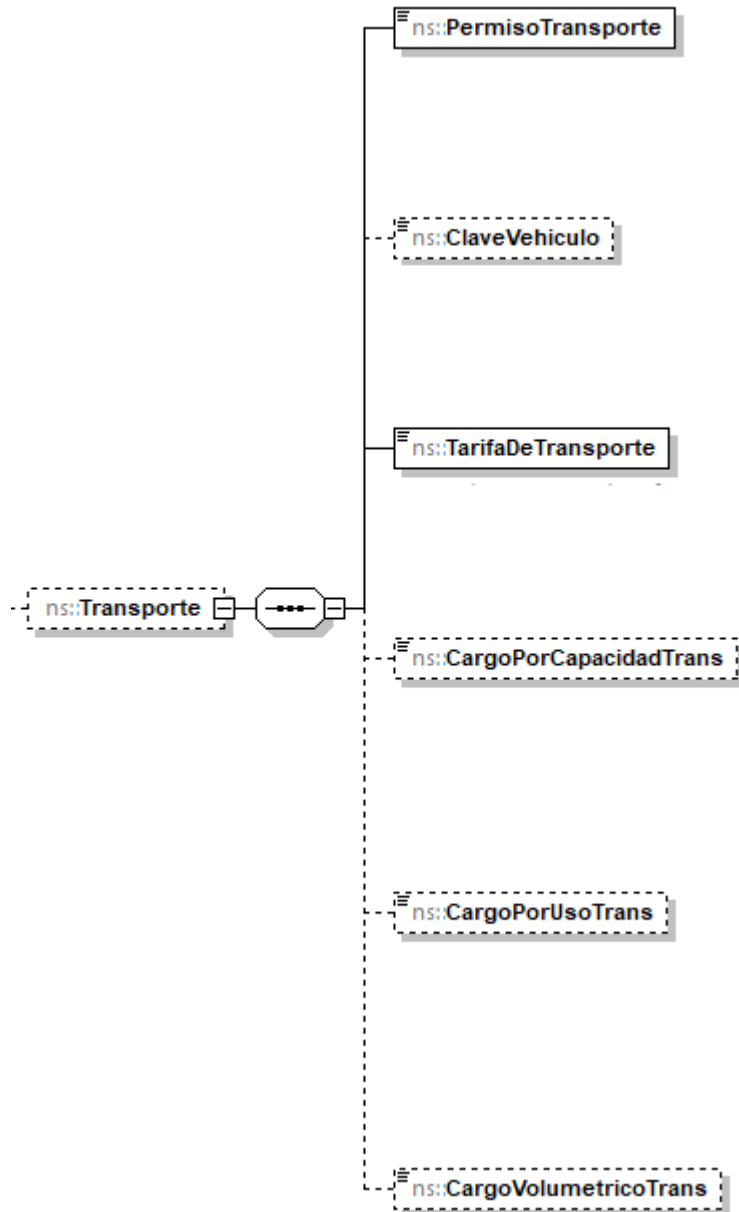 ns::PermisoTransporte
ns::ClaveVehiculo
ns::TarifaDeTransporte
ns::Transporte
ns::CargoPorCapacidadTrans
ns::CargoPorUsoTrans
ns::CargoVolumetricoTrans